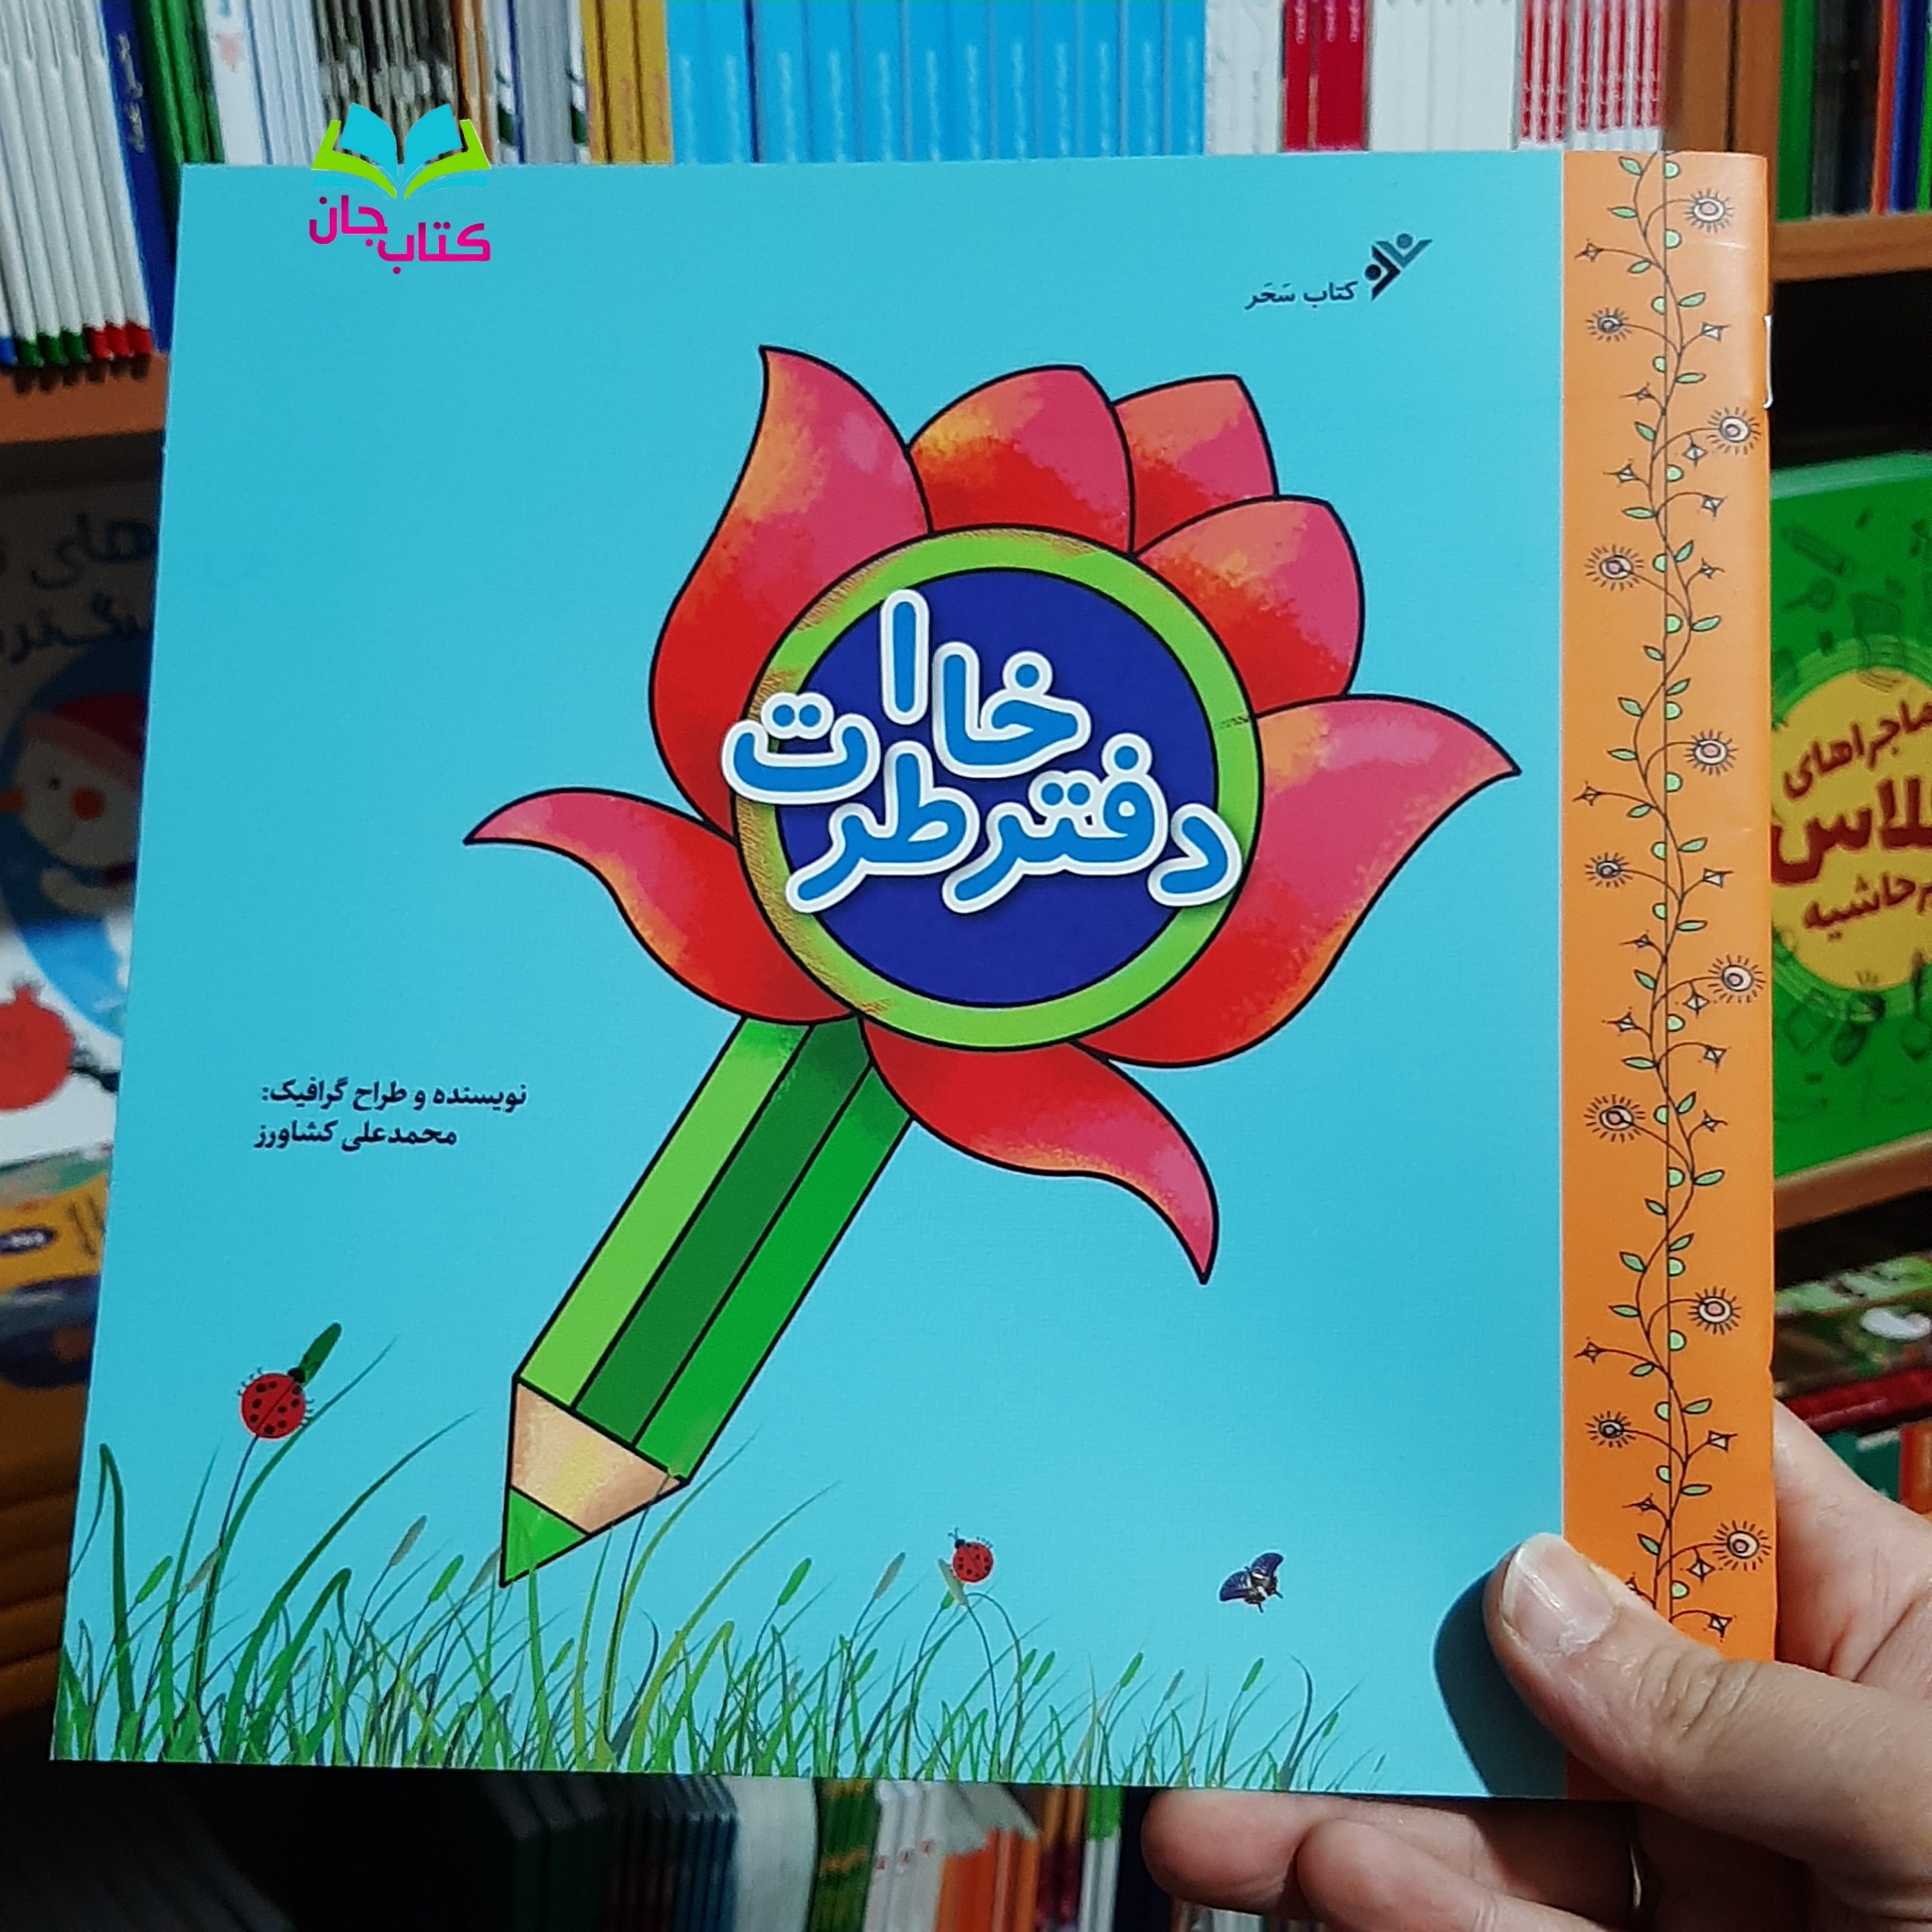 کتاب جان
کتاب سَحَر
دفتر خاطرات
نویسنده و طراح گرافیک:
محمدعلی کشاورز
ماجراهای
حاشیه